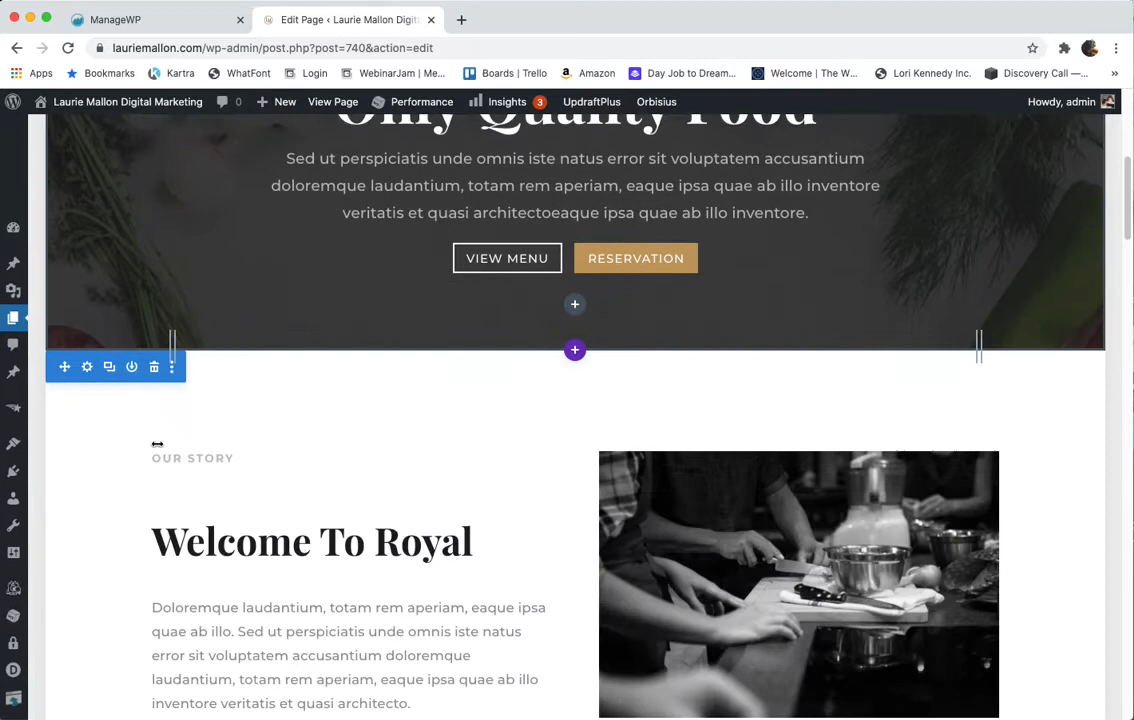 ManageWP
Edit Page ‹ Laurie Mallon Digita
lauriemallon.com/wp-admin/post.php?post=740&action=edit
Apps
Bookmarks
Kartra
WhatFont
Login
WebinarJam | Me...
Boards | Trello
Amazon
Day Job to Dream...
Welcome | The W...
Lori Kennedy Inc.
Discovery Call —...
»
Laurie Mallon Digital Marketing
0
New
View Page
Performance
Insights 3
UpdraftPlus
Orbisius
Howdy, admin
Only Quality Food
Sed ut perspiciatis unde omnis iste natus error sit voluptatem accusantium
doloremque laudantium, totam rem aperiam, eaque ipsa quae ab illo inventore
veritatis et quasi architectoeaque ipsa quae ab illo inventore.
VIEW MENU
RESERVATION
OUR STORY
Welcome To Royal
Doloremque laudantium, totam rem aperiam, eaque ipsa
quae ab illo. Sed ut perspiciatis unde omnis iste natus
error sit voluptatem accusantium doloremque
laudantium, totam rem aperiam, eaque ipsa quae ab illo
inventore veritatis et quasi architecto.